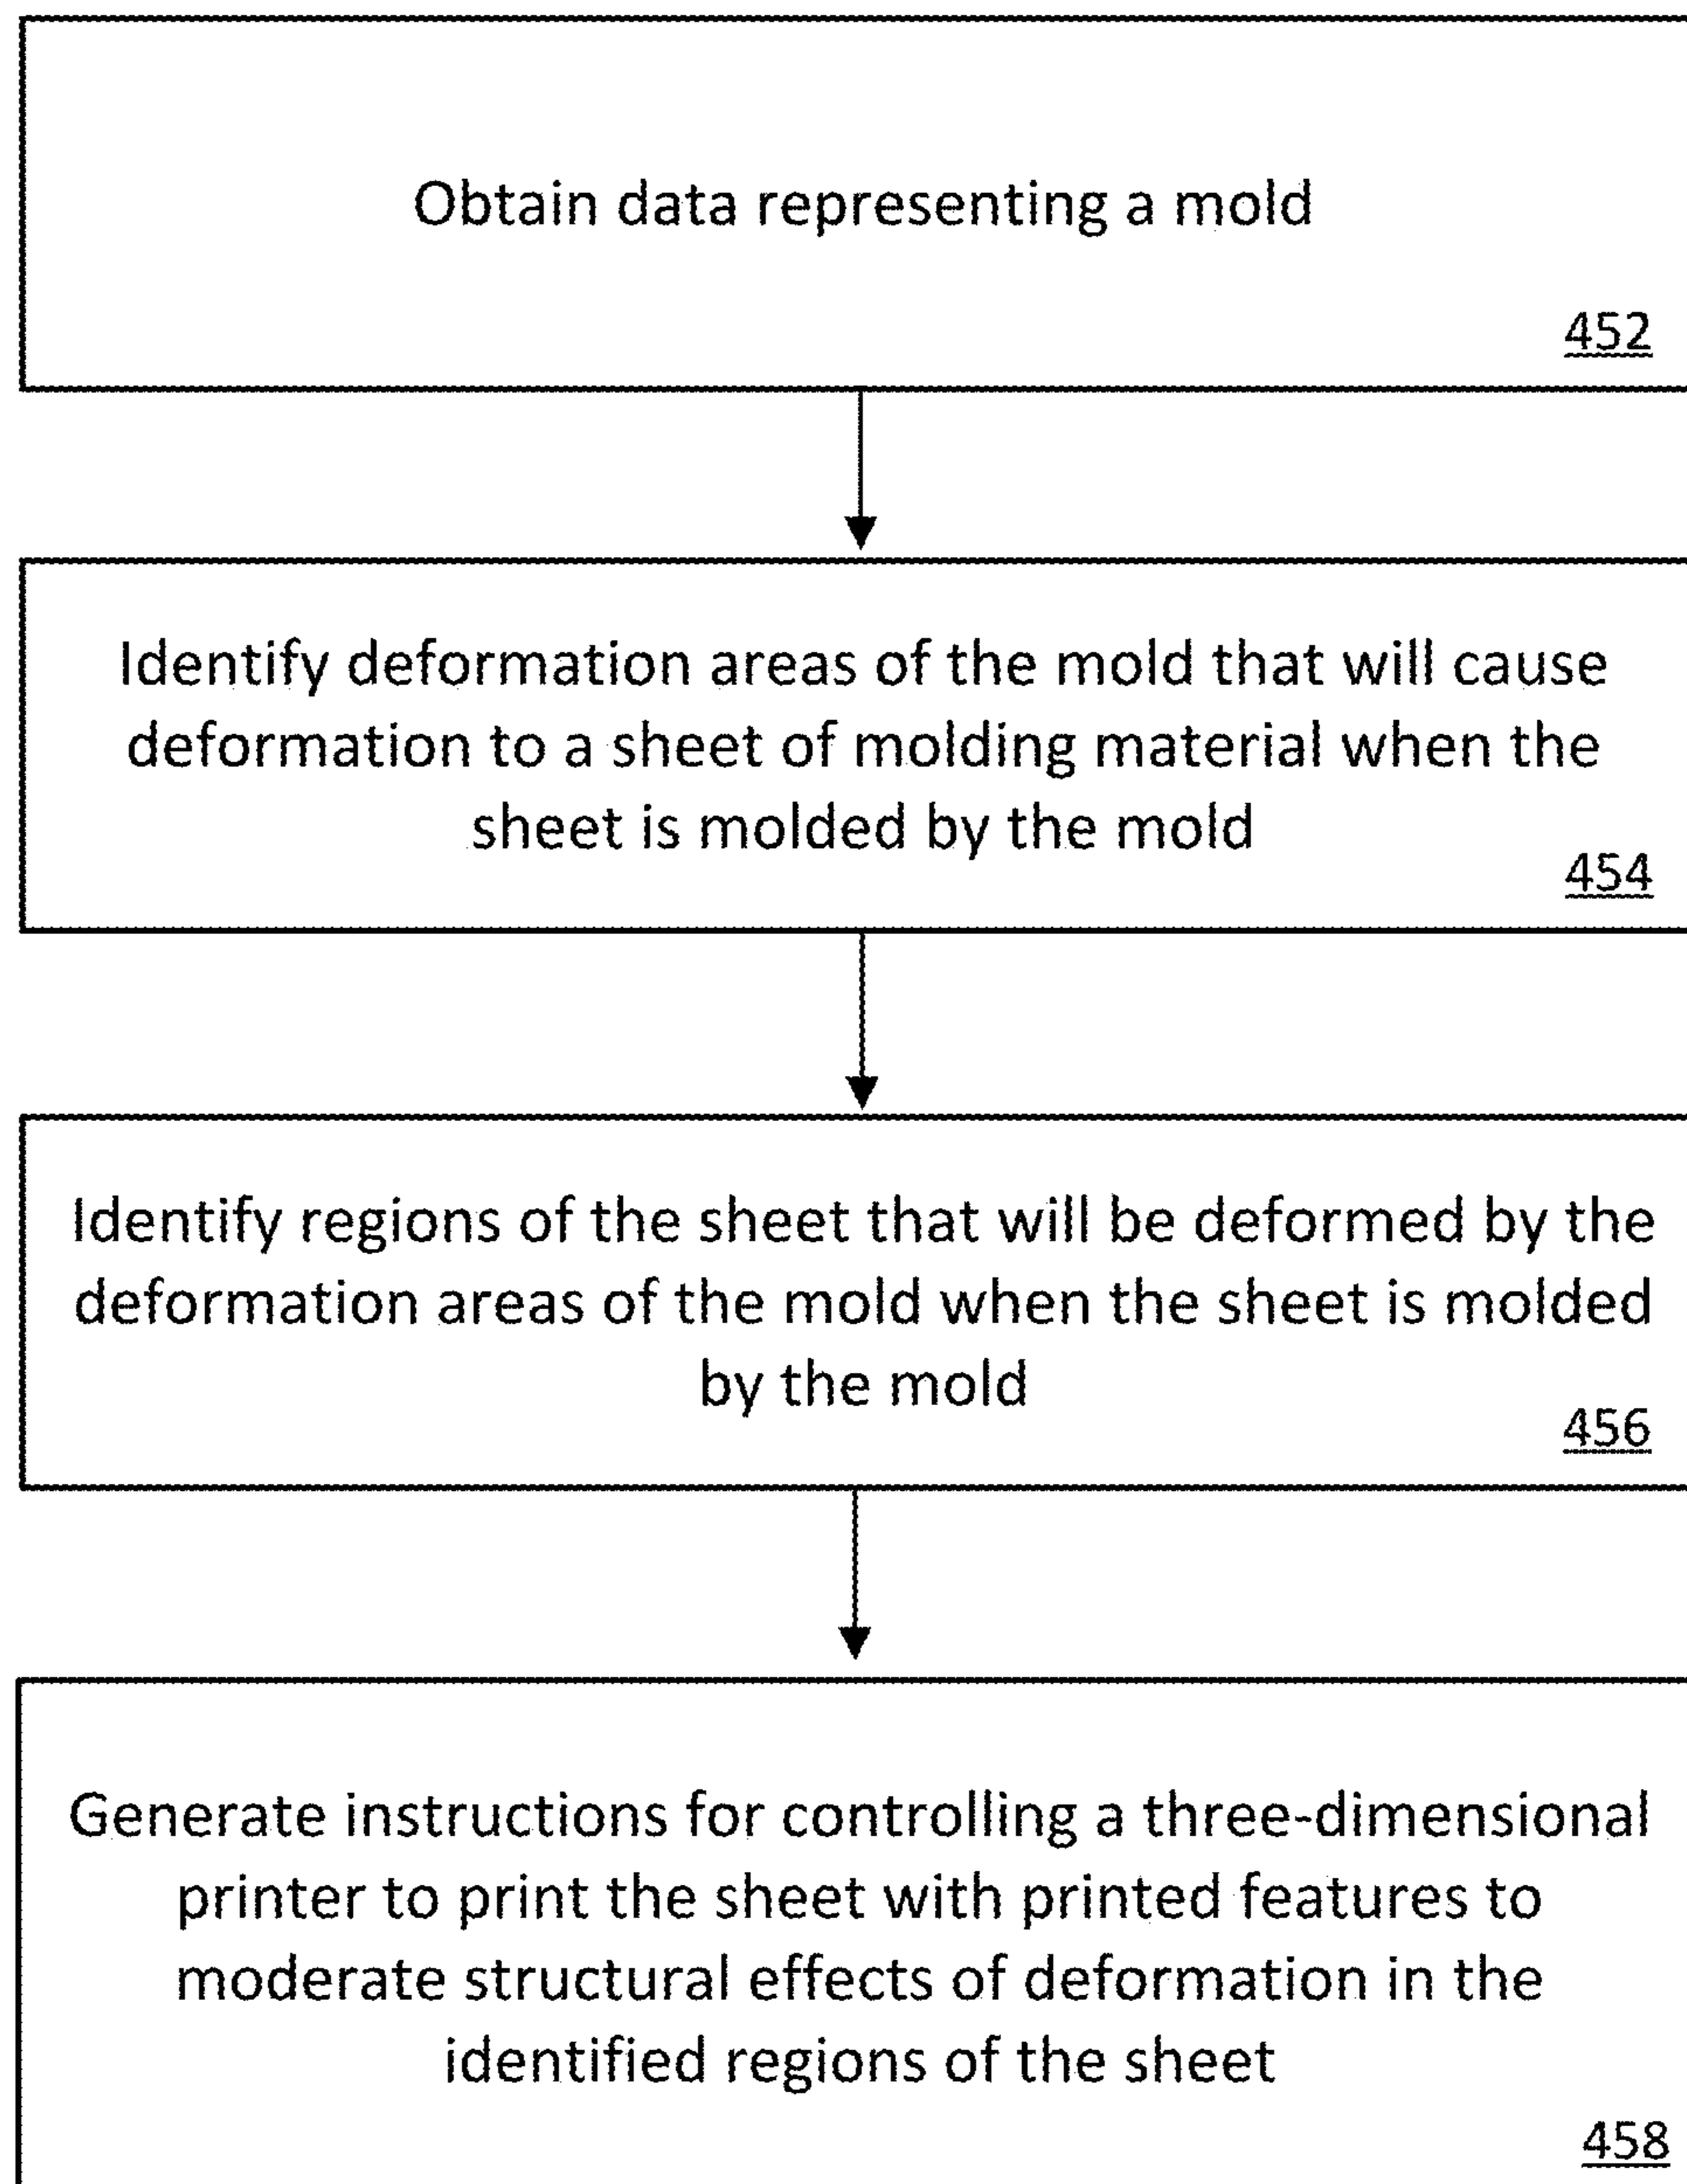 Obtain data representing a mold
452
Identify deformation areas of the mold that will cause
deformation to a sheet of molding material when the
sheet is molded by the mold
454
Identify regions of the sheet that will be deformed by the
deformation areas of the mold when the sheet is molded
by the mold
456
Generate instructions for controlling a three-dimensional
printer to print the sheet with printed features to
moderate structural effects of deformation in the
identified regions of the sheet
458